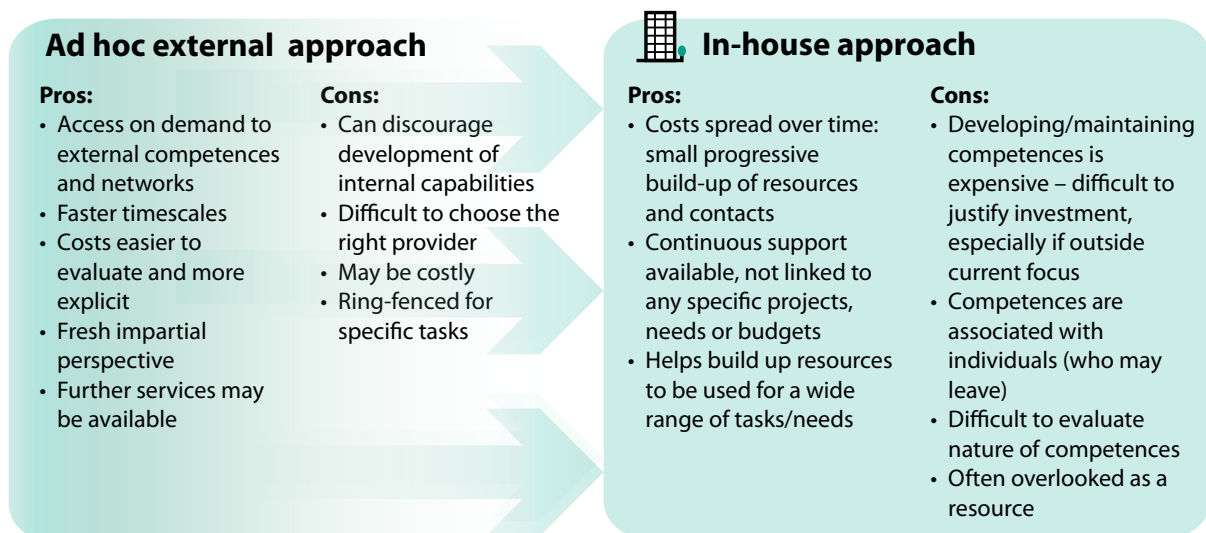 Ad hoc external approach
Pros:
• Access on demand to
external competences
and networks
• Faster timescales
• Costs easier to
evaluate and more
explicit
• Fresh impartial
perspective
• Further services may
be available
Cons:
• Can discourage
development of
internal capabilities
• Difficult to choose the
right provider
• May be costly
• Ring-fenced for
specific tasks
In-house approach
Pros:
• Costs spread over time:
small progressive
build-up of resources
and contacts
• Continuous support
available, not linked to
any specific projects,
needs or budgets
• Helps build up resources
to be used for a wide
range of tasks/needs
Cons:
• Developing/maintaining
competences is
expensive – difficult to
justify investment,
especially if outside
current focus
• Competences are
associated with
individuals (who may
leave)
• Difficult to evaluate
nature of competences
• Often overlooked as a
resource